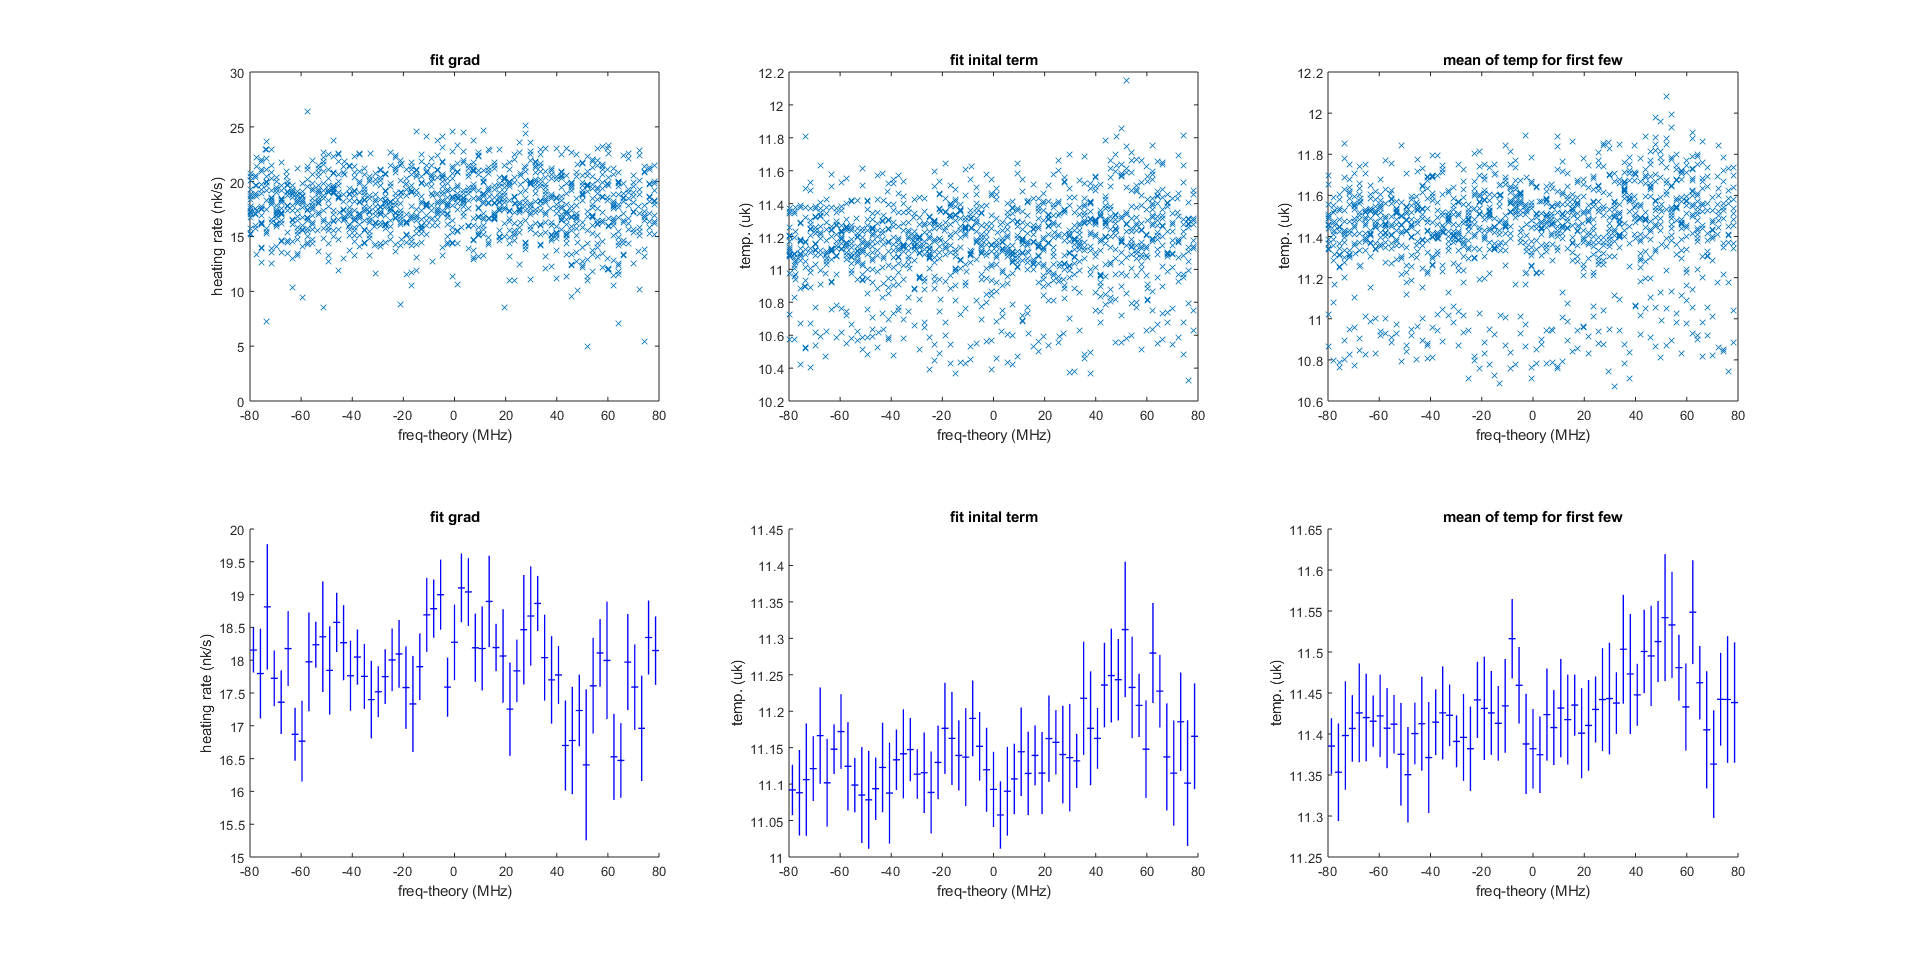 fit grad
30
25
20
15
10
5
0
heating rate (nk/s)
-80 -60 -40 -20 0 20 40 60 80
freq-theory (MHz)
fit inital term
12.2
12
11.8
11.6
11.4
11.2
11
10.8
10.6
10.4
10.2
temp. (uk)
-80 -60 -40 -20 0 20 40 60 80
freq-theory (MHz)
mean of temp for first few
12.2
12
11.8
11.6
11.4
11.2
11
10.8
10.6
temp. (uk)
-80 -60 -40 -20 0 20 40 60 80
freq-theory (MHz)
fit grad
20
19.5
19
18.5
18
17.5
17
16.5
16
15.5
15
heating rate (nk/s)
-80 -60 -40 -20 0 20 40 60 80
freq-theory (MHz)
fit inital term
11.45
11.4
11.35
11.3
11.25
11.2
11.15
11.1
11.05
11
temp. (uk)
-80 -60 -40 -20 0 20 40 60 80
freq-theory (MHz)
mean of temp for first few
11.65
11.6
11.55
11.5
11.45
11.4
11.35
11.3
11.25
temp. (uk)
-80 -60 -40 -20 0 20 40 60 80
freq-theory (MHz)